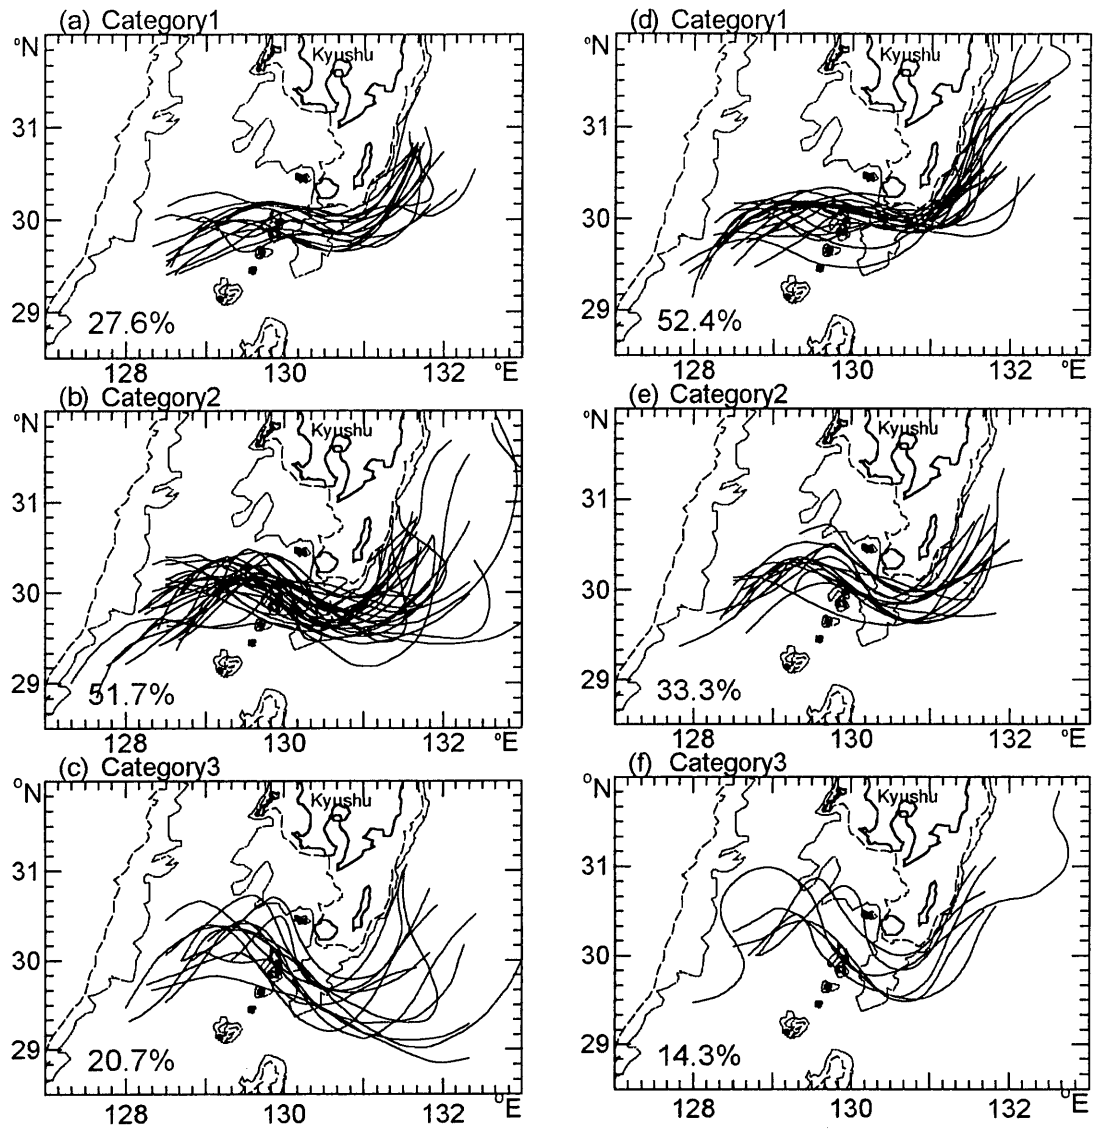 (a) Category1
°N
Kyushu
31
30
29
27.6%
128
130
132
°E
(b) Category2
°N
Kyushu
31
30
29
51.7%
128
130
132
°E
(c) Category3
°N
Kyushu
31
30
29
20.7%
128
130
132
°E
(d) Category1
°N
Kyushu
31
30
29
52.4%
128
130
132
°E
(e) Category2
°N
Kyushu
31
30
29
33.3%
128
130
132
°E
(f) Category3
°N
Kyushu
31
30
29
14.3%
128
130
132
°E